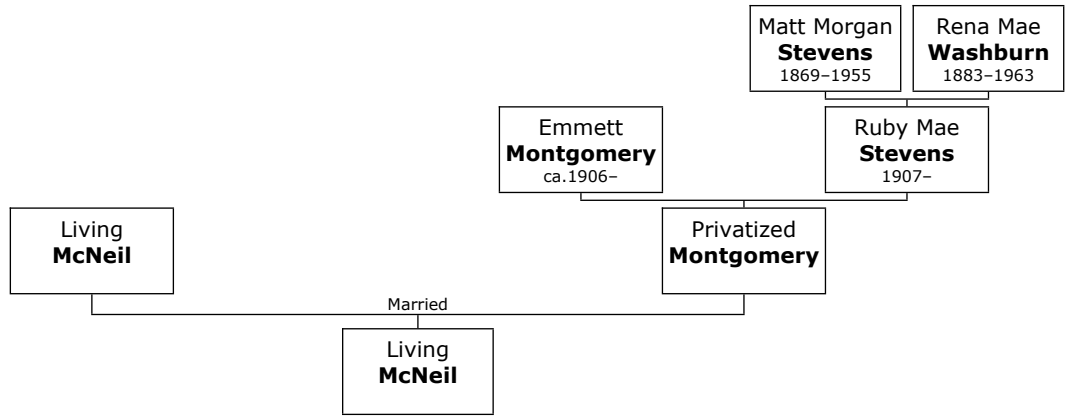 Matt Morgan
Stevens
1869–1955
Rena Mae
Washburn
1883–1963
Emmett
Montgomery
ca.1906–
Ruby Mae
Stevens
1907–
Living
McNeil
Privatized
Montgomery
Married
Living
McNeil